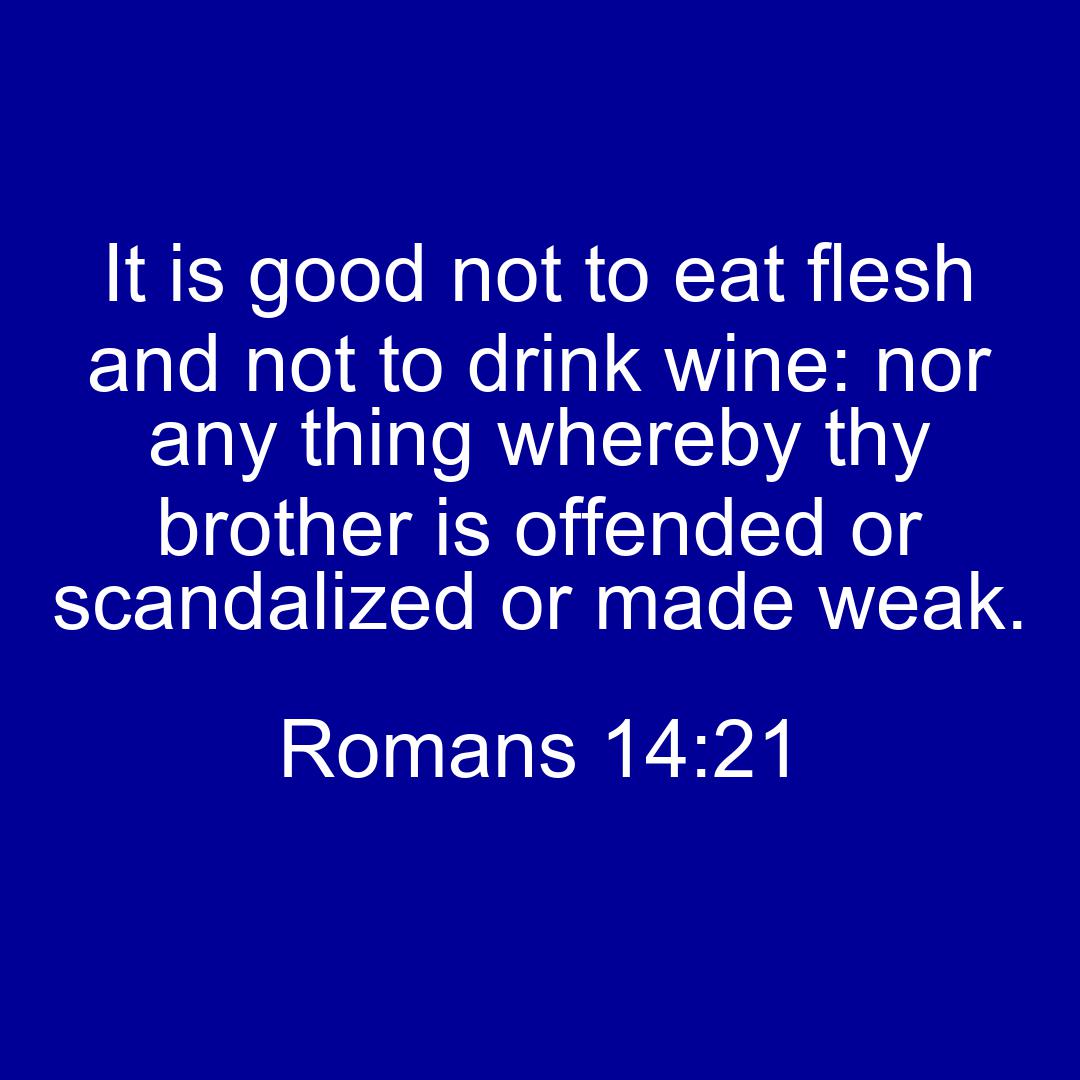 It is good not to eat flesh
and not to drink wine: nor
any thing whereby thy
brother is offended or
scandalized or made weak.
Romans 14:21